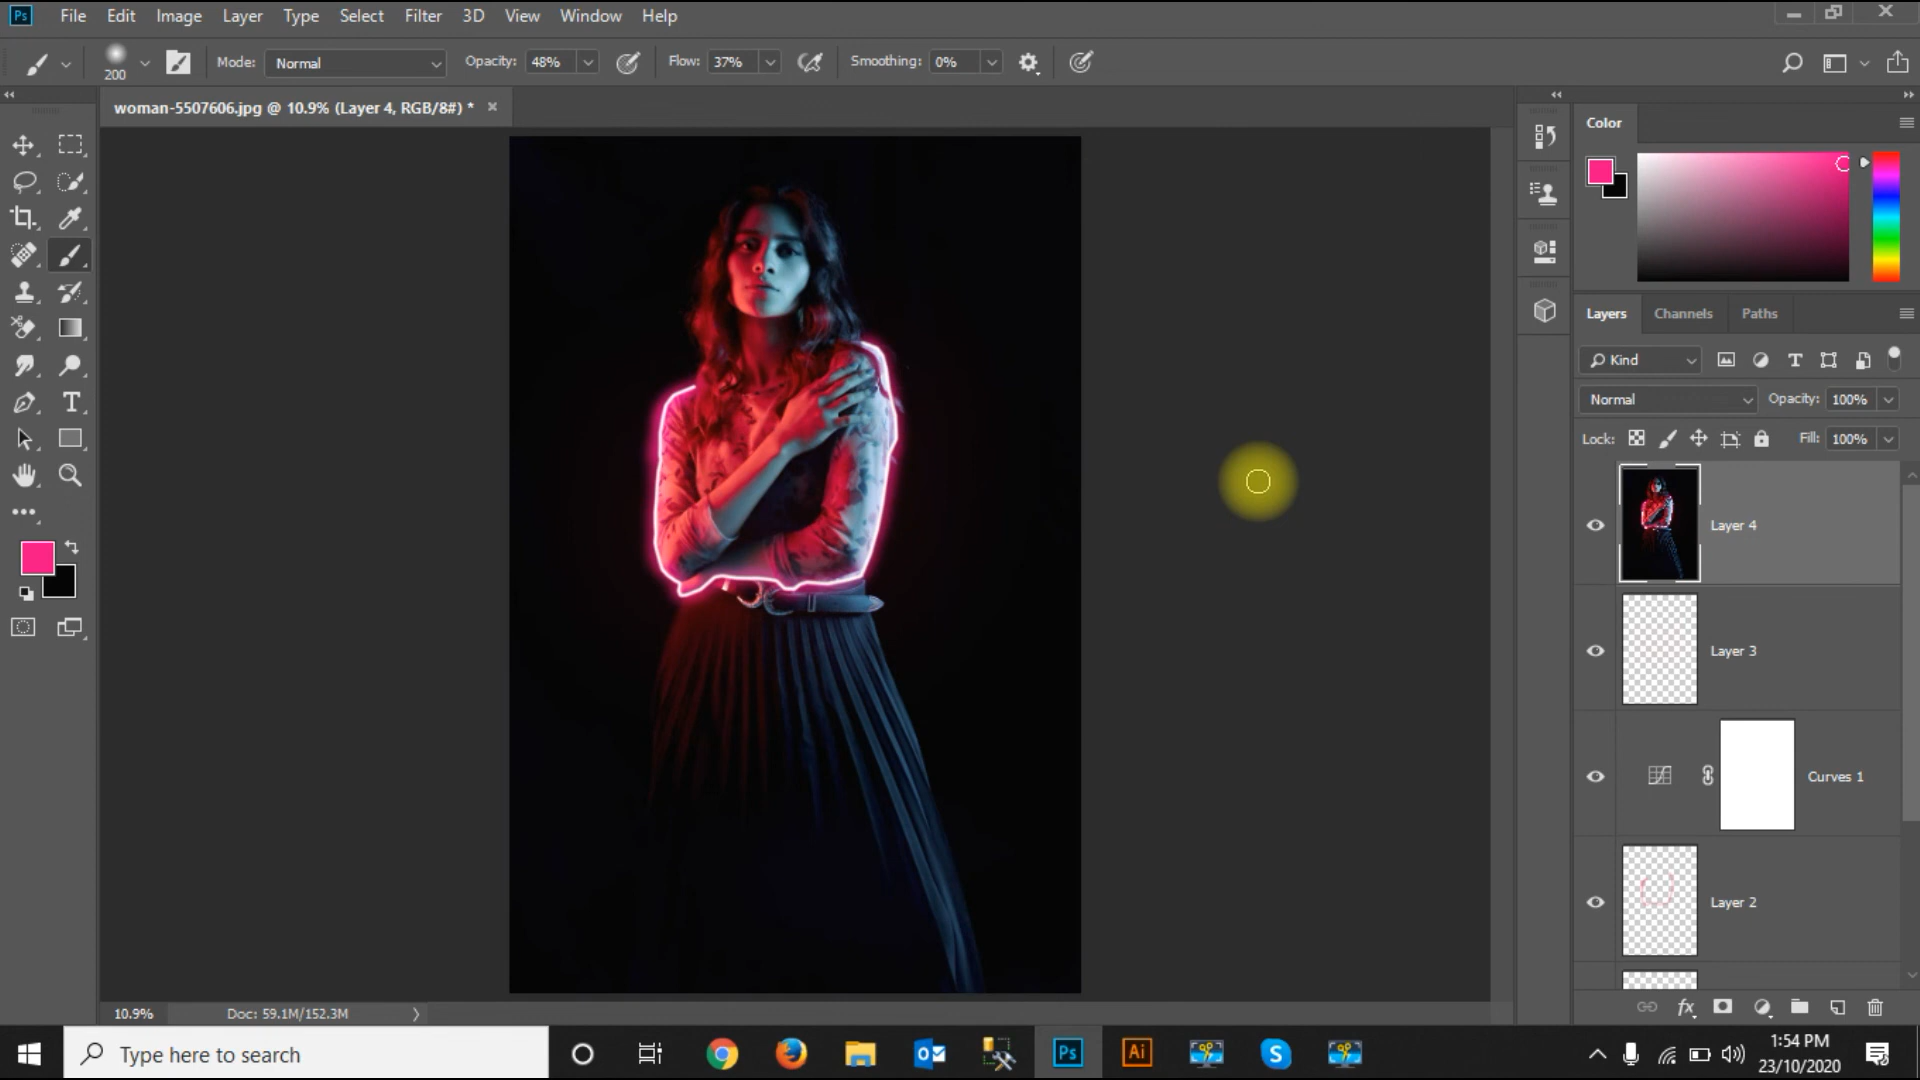 Ps File Edit Image Layer Type Select Filter 3D View Window Help
200 Mode: Normal Opacity: 48% Flow: 37% Smoothing: 0%
woman-5507606.jpg @ 10.9% (Layer 4, RGB/8#) *
Color
Layers Channels Paths
Kind
Normal Opacity: 100%
Lock: Fill: 100%
Layer 4
Layer 3
Curves 1
Layer 2
10.9% Doc: 59.1M/152.3M
Type here to search
Ps Ai
1:54 PM
23/10/2020